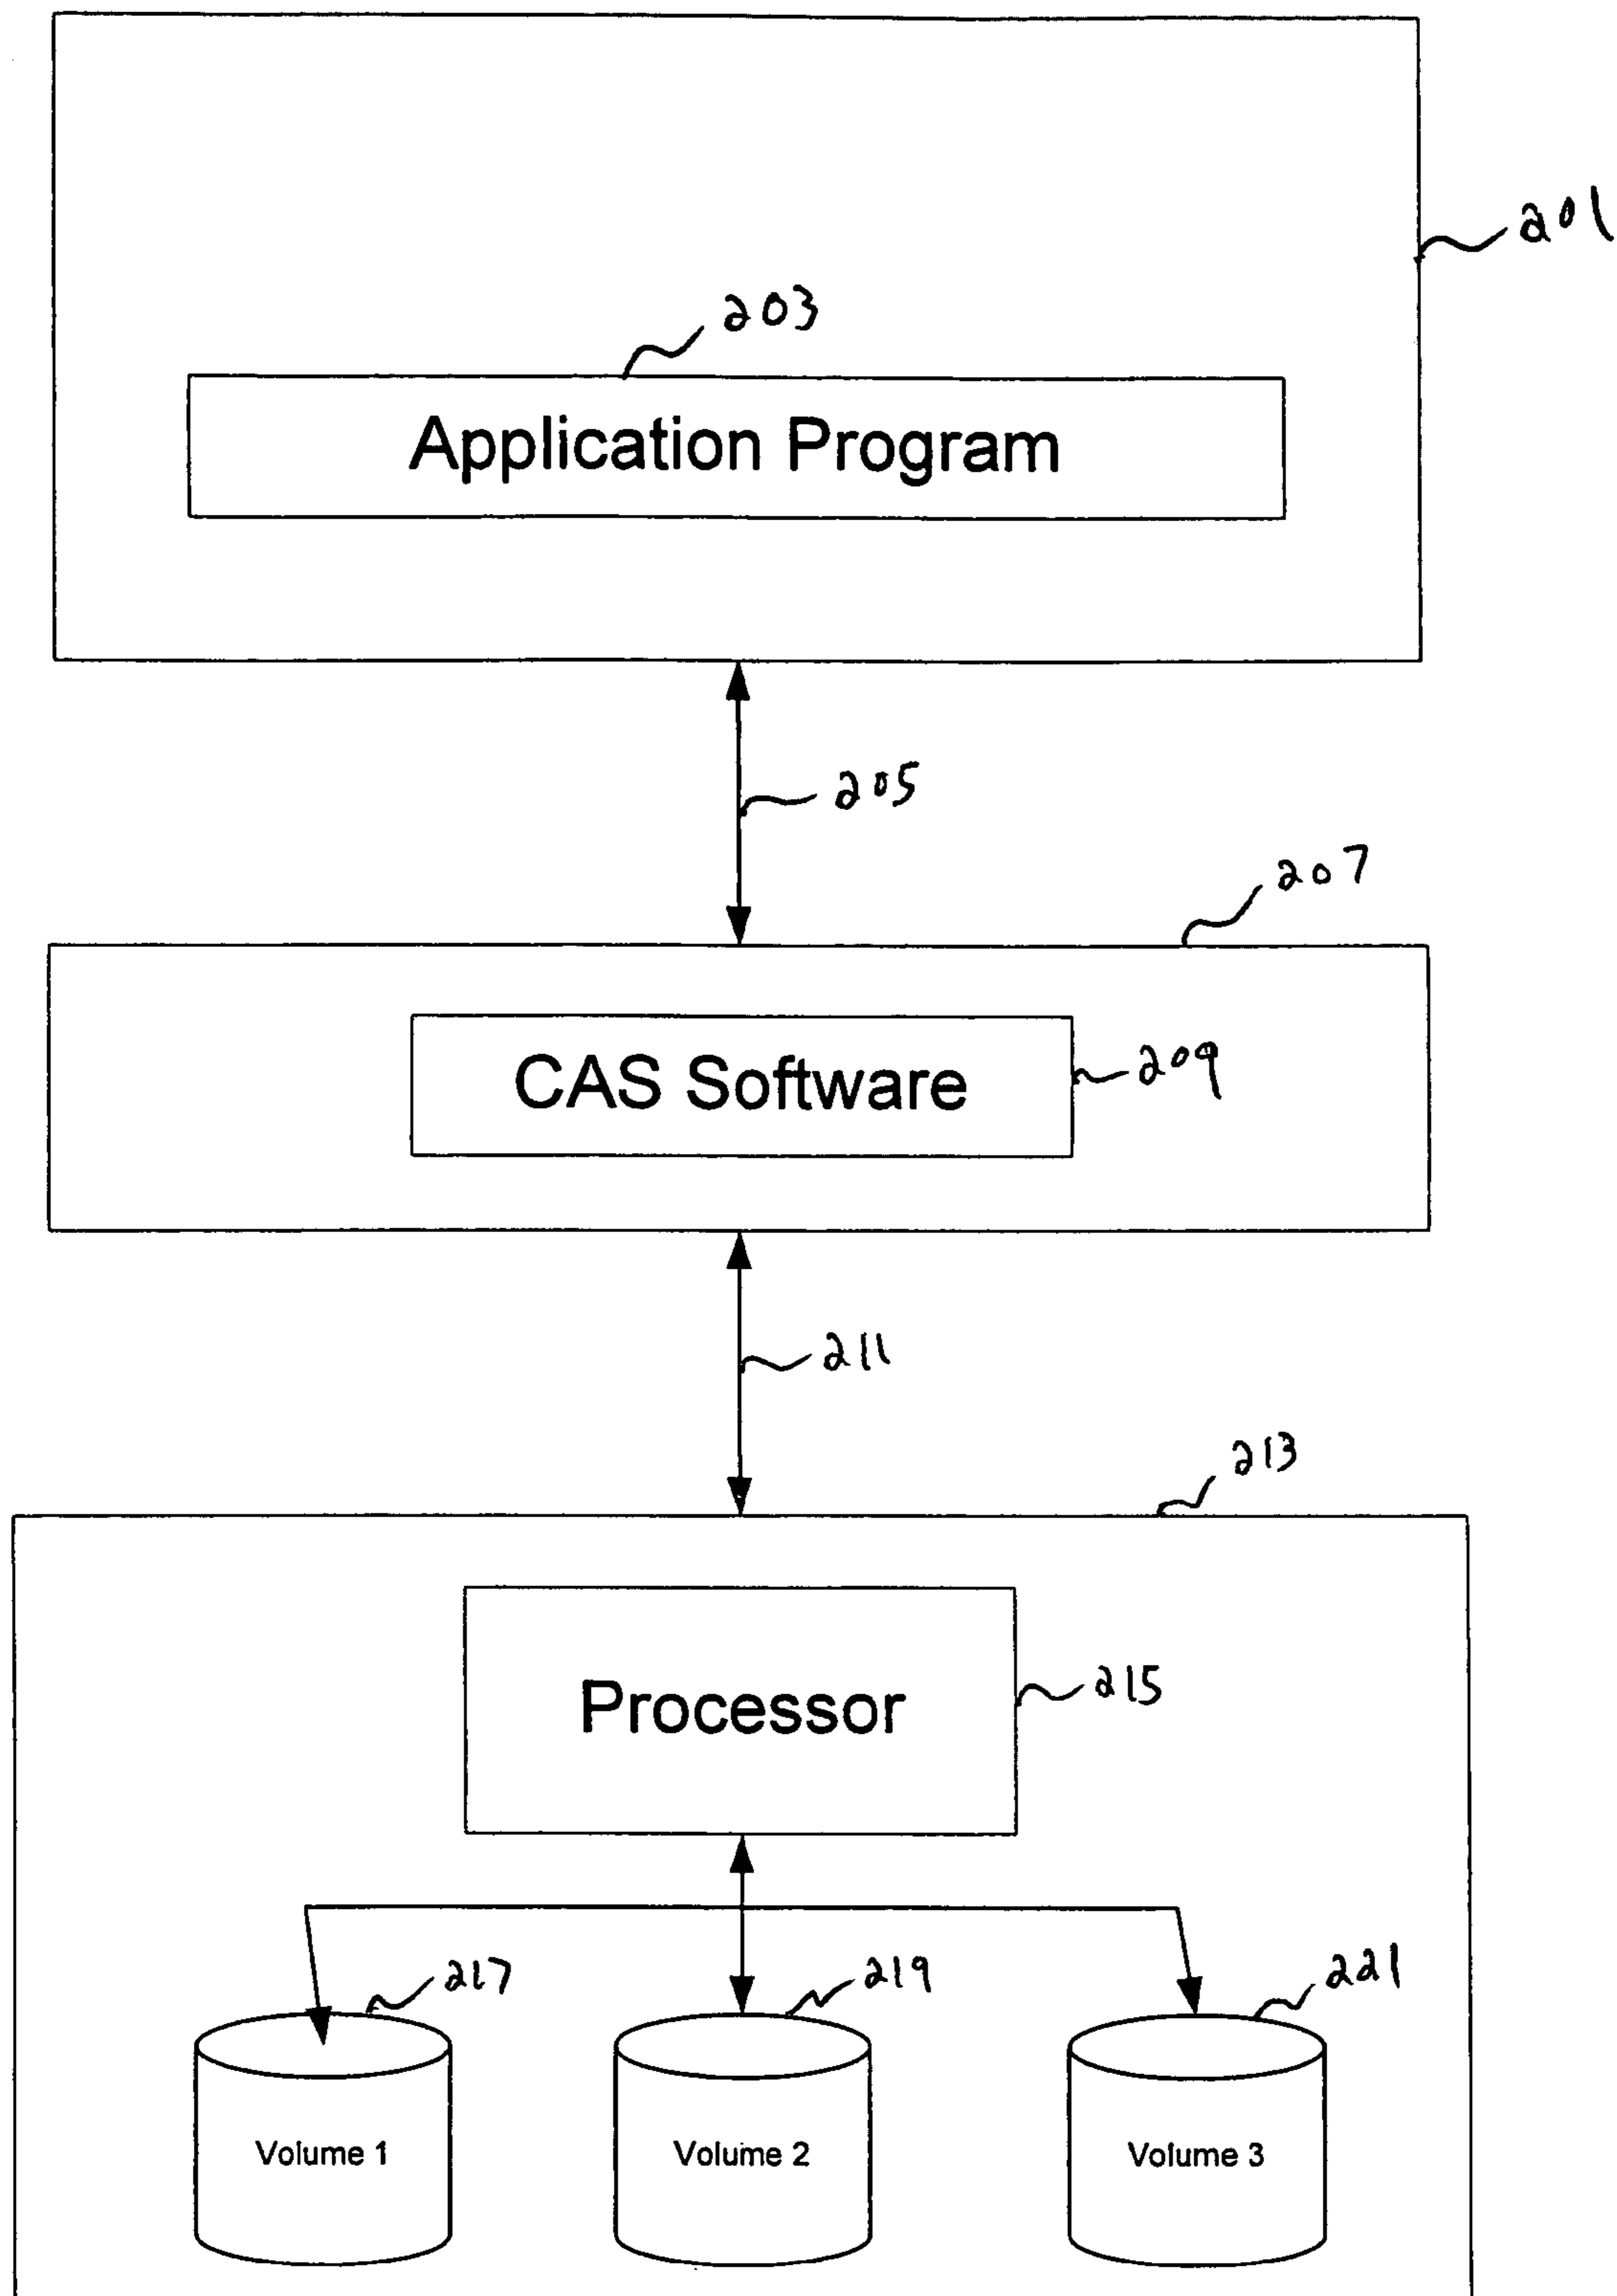 201
203
Application Program
205
207
CAS Software
209
211
213
Processor
215
217
219
221
Volume 1
Volume 2
Volume 3